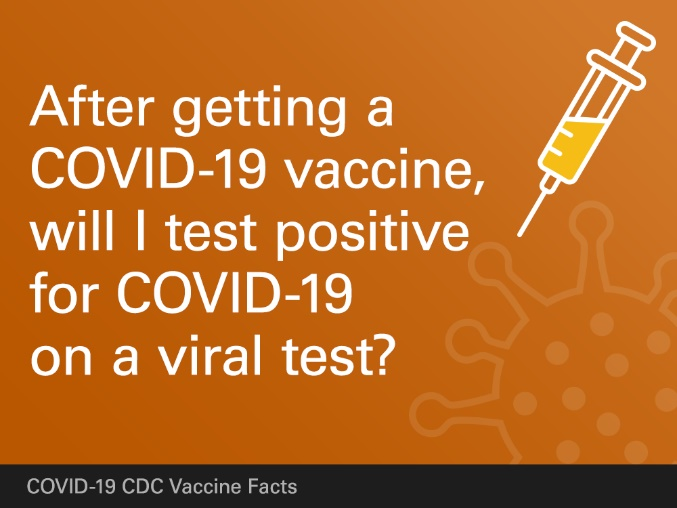 After getting a
COVID-19 vaccine,
will I test positive
for COVID-19
on a viral test?
COVID-19 CDC Vaccine Facts